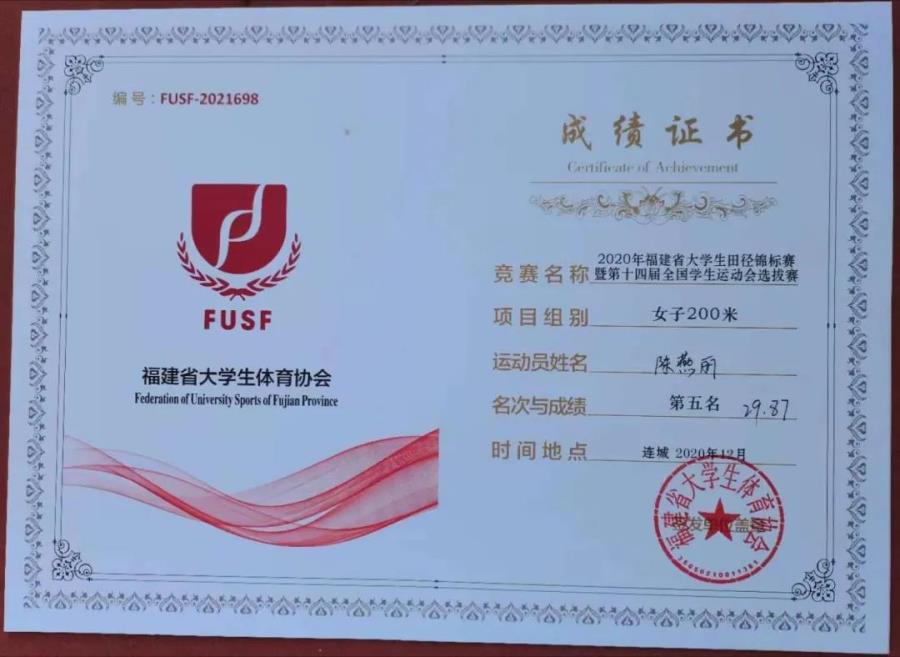 编号：FUSF-2021698
FUSF
福建省大学生体育协会
Federation of University Sports of Fujian Province
成绩证书
Certificate of Achievement
竞赛名称 2020年福建省大学生田径锦标赛
暨第十四届全国学生运动会选拔赛
项目组别 女子200米
运动员姓名 陈燕丽
名次与成绩 第五名 29.87
时间地点 连城 2020年12月
福建省大学生体育协会